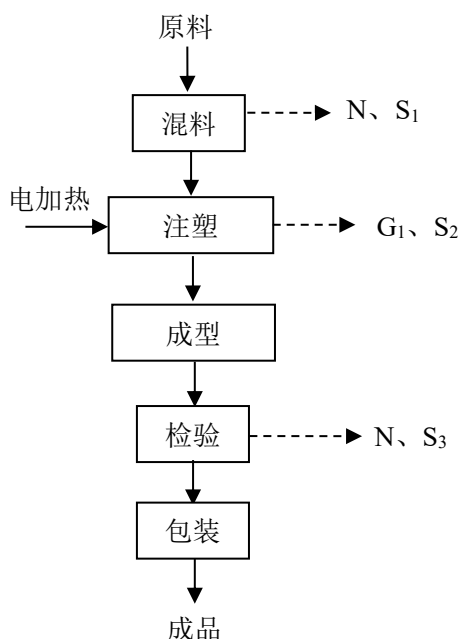 原料
混料
N、S₁
电加热
注塑
G₁、S₂
成型
检验
N、S₃
包装
成品